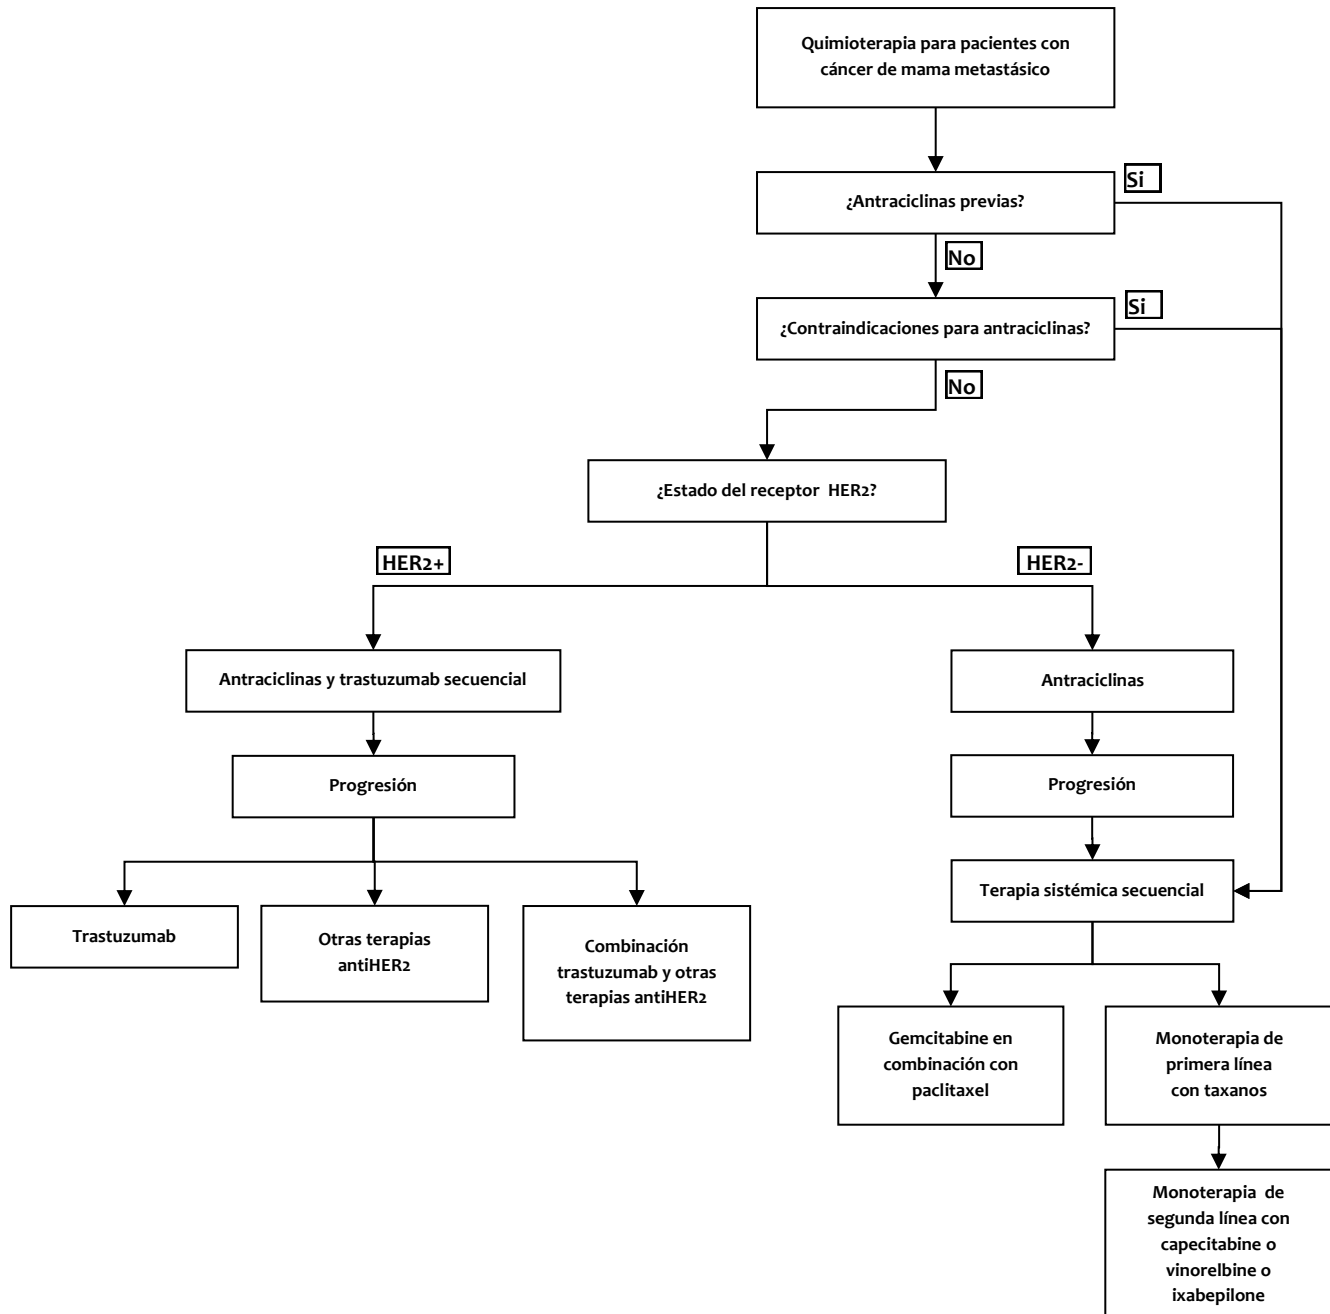 Quimioterapia para pacientes con
cáncer de mama metastásico
Si
¿Antraciclinas previas?
No
Si
¿Contraindicaciones para antraciclinas?
No
¿Estado del receptor HER2?
HER2+
HER2-
Antraciclinas y trastuzumab secuencial
Antraciclinas
Progresión
Progresión
Terapia sistémica secuencial
Trastuzumab
Otras terapias
antiHER2
Combinación
trastuzumab y otras
terapias antiHER2
Gemcitabine en
combinación con
paclitaxel
Monoterapia de
primera línea
con taxanos
Monoterapia de
segunda línea con
capecitabine o
vinorelbine o
ixabepilone